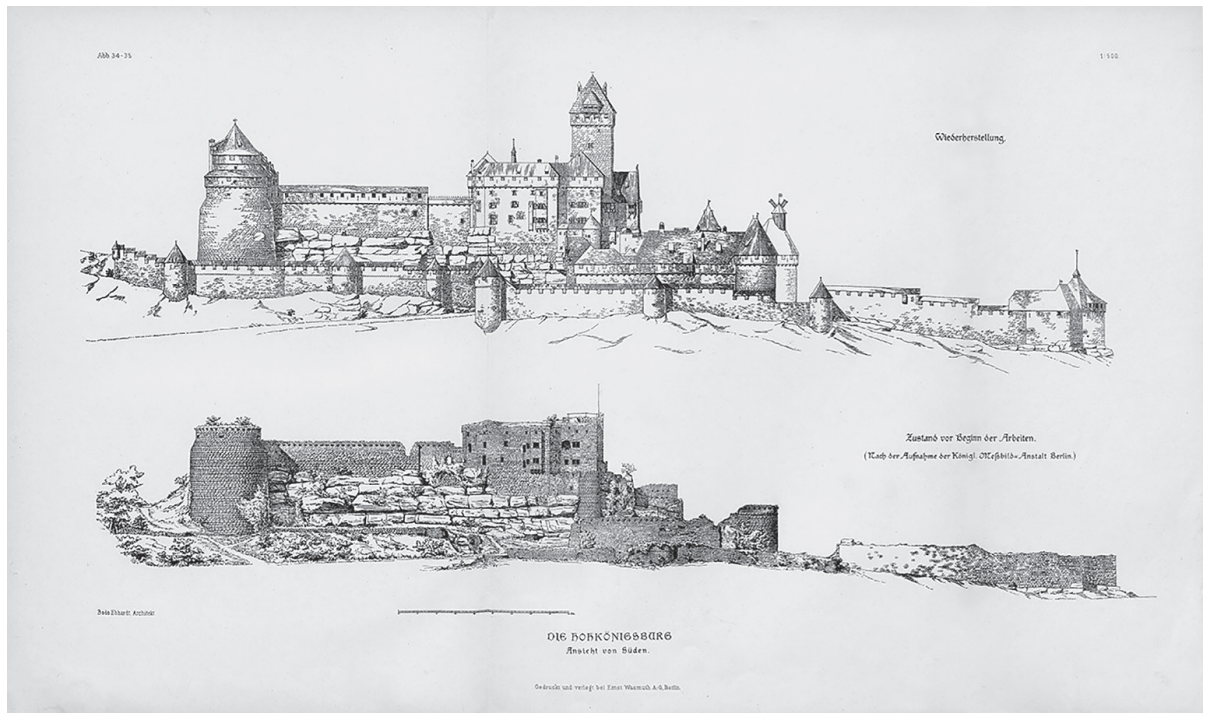 Abb 34-35
1:500.
Wiederherstellung.
Zustand vor Beginn der Arbeiten.
(Nach der Aufnahme der Königl. Meßbild=Anstalt Berlin.)
Bodo Ebhardt, Architekt
DIE HOHKÖNIGSBURG
Ansicht von Süden.
Gedruckt und verlegt bei Ernst Wasmuth A.-G., Berlin.